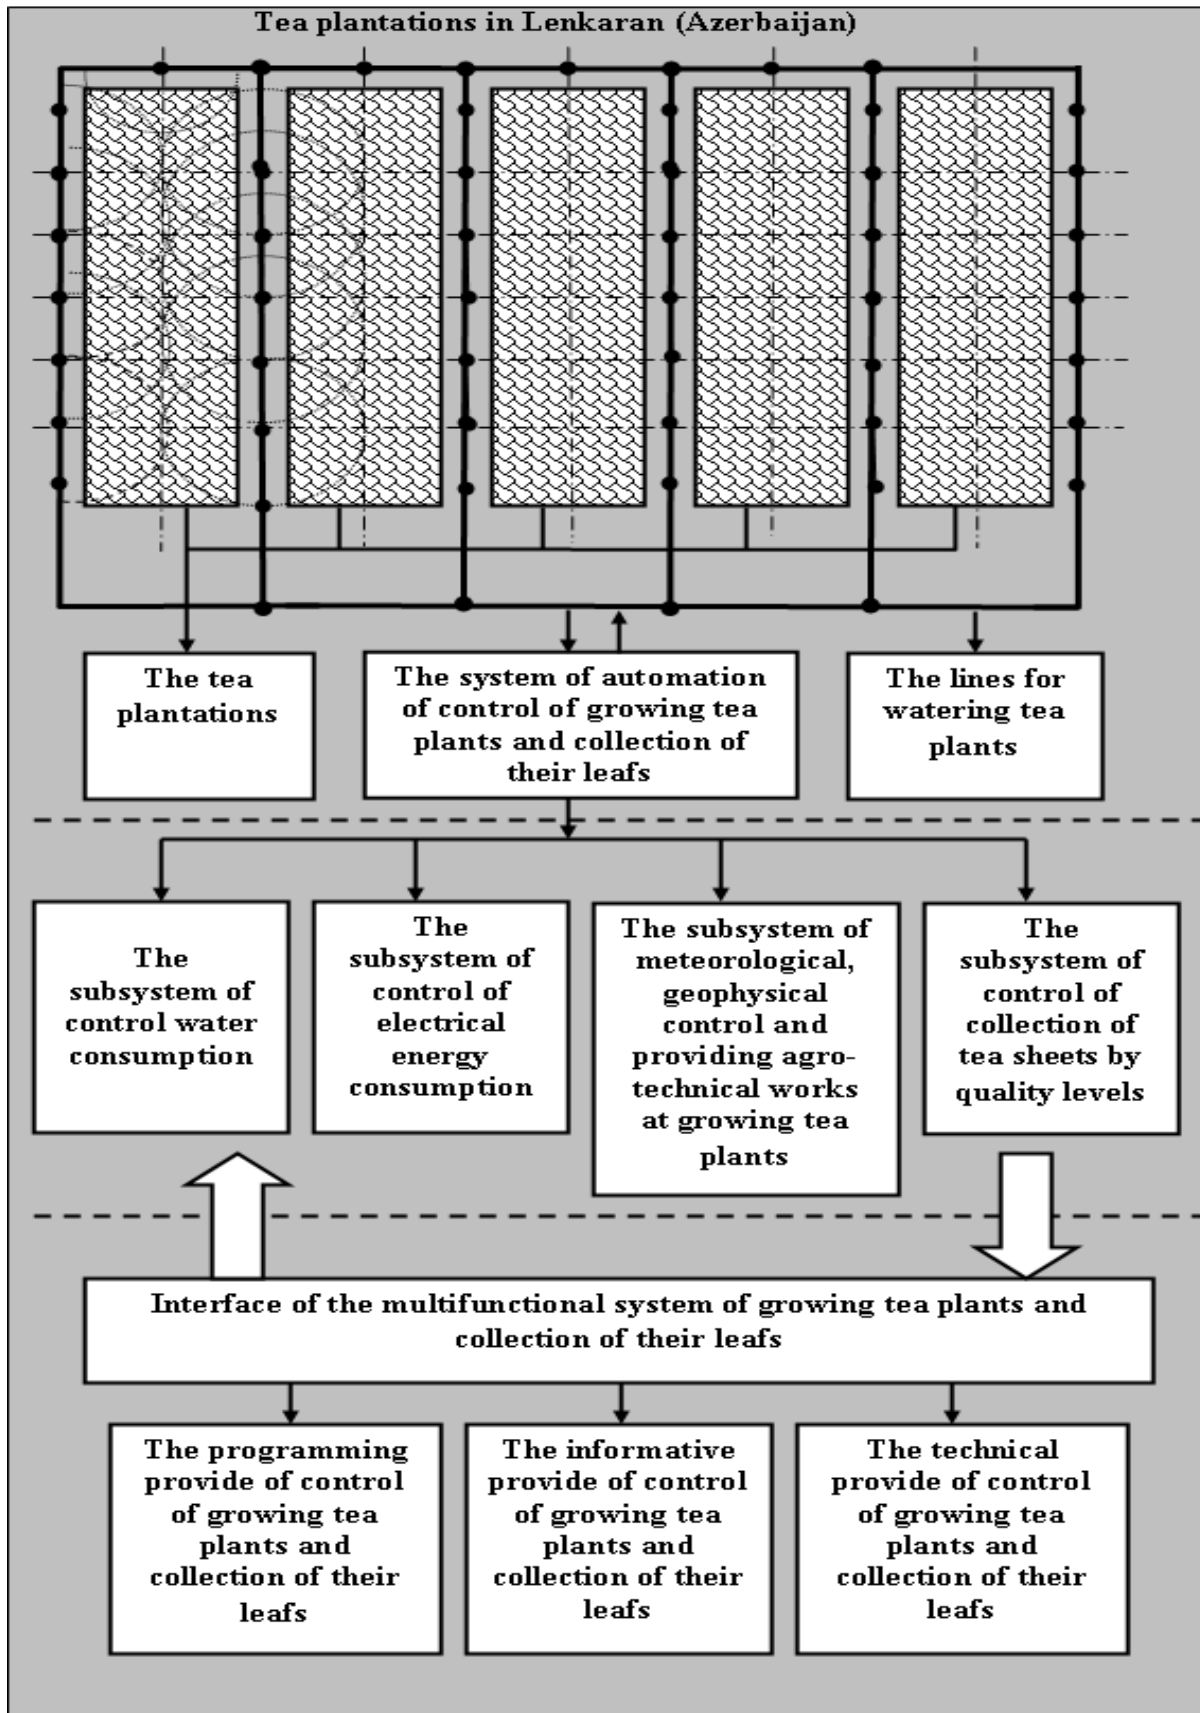 Tea plantations in Lenkaran (Azerbaijan)
The tea
plantations
The system of automation
of control of growing tea
plants and collection of
their leafs
The lines for
watering tea
plants
The
subsystem of
control water
consumption
The
subsystem of
control of
electrical
energy
consumption
The subsystem of
meteorological,
geophysical
control and
providing agro-
technical works
at growing tea
plants
The
subsystem of
control of
collection of
tea sheets by
quality levels
Interface of the multifunctional system of growing tea plants and
collection of their leafs
The programming
provide of control
of growing tea
plants and
collection of their
leafs
The informative
provide of control
of growing tea
plants and
collection of their
leafs
The technical
provide of control
of growing tea
plants and
collection of their
leafs